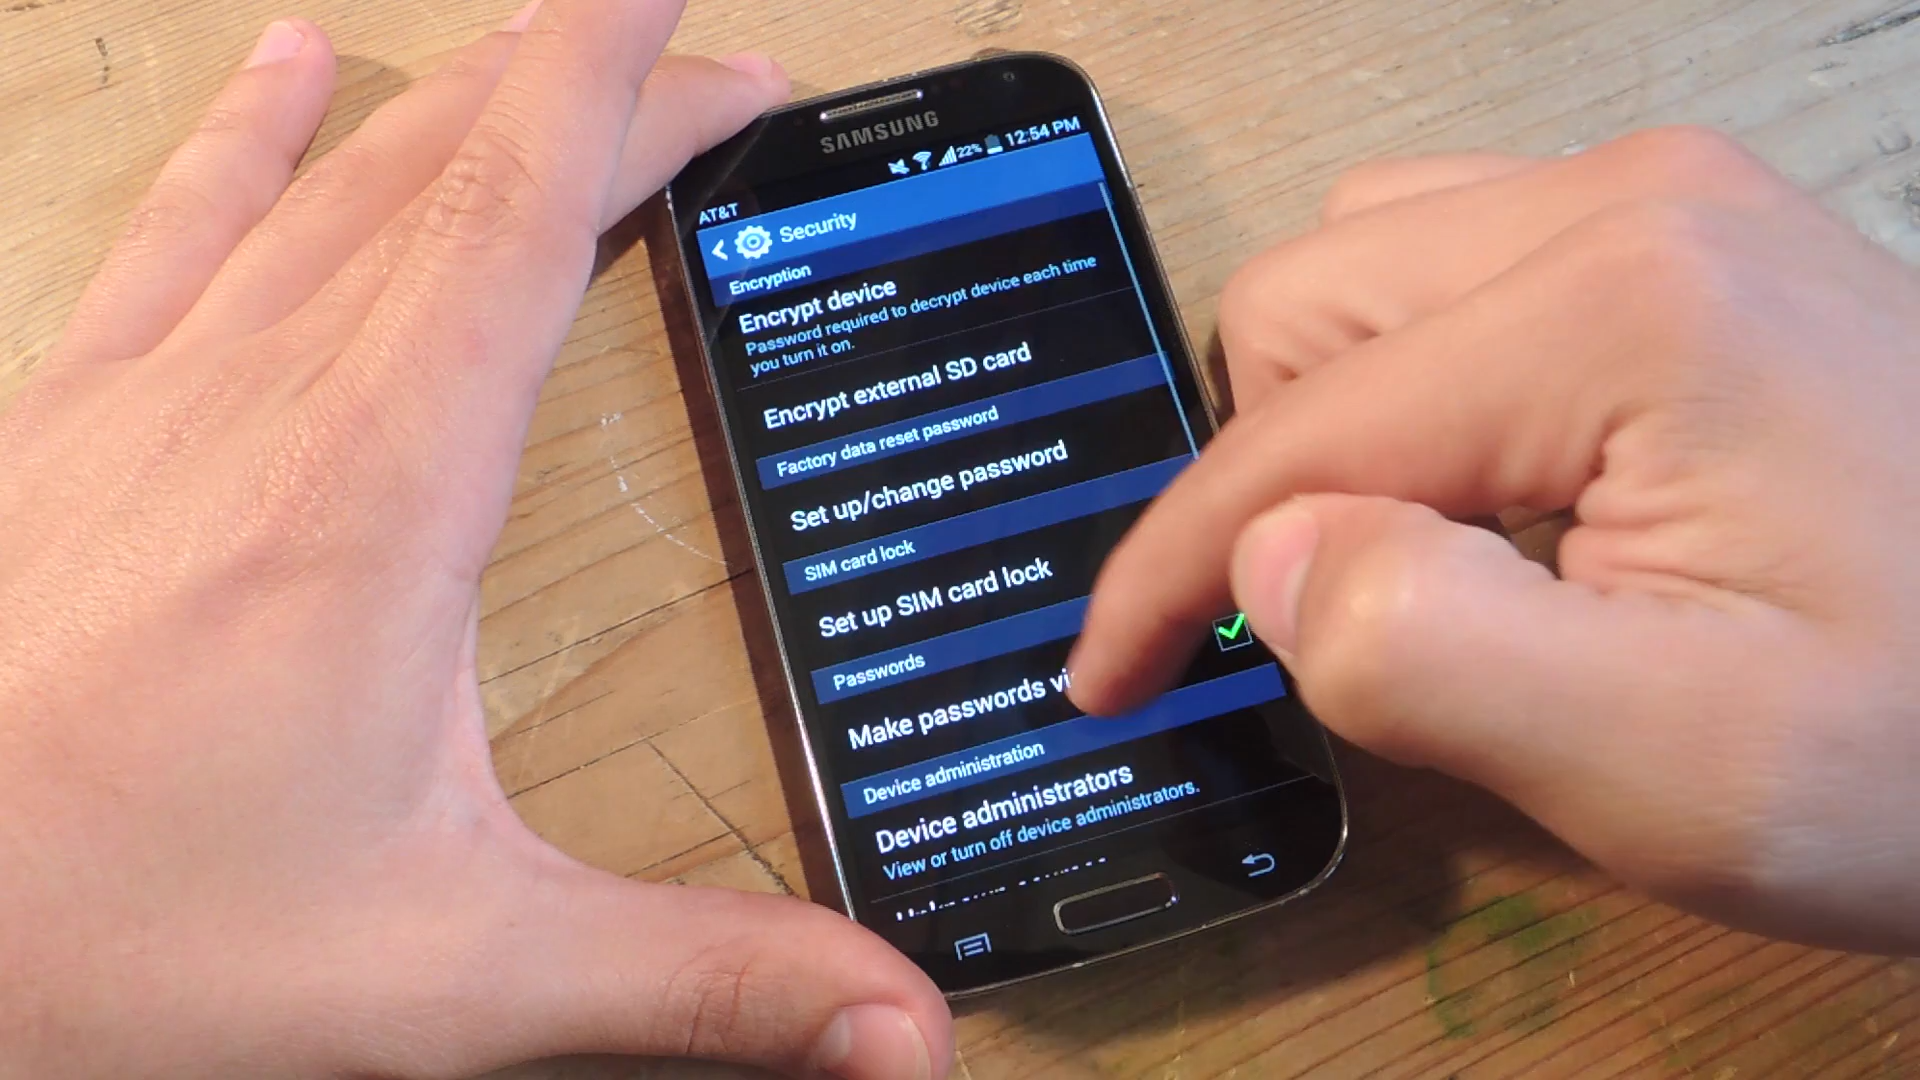 SAMSUNG
22% 12:54 PM
AT&T
Security
Encryption
Encrypt device
Password required to decrypt device each time
you turn it on.
Encrypt external SD card
Factory data reset password
Set up/change password
SIM card lock
Set up SIM card lock
Passwords
Make passwords
Device administration
Device administrators
View or turn off device administrators.